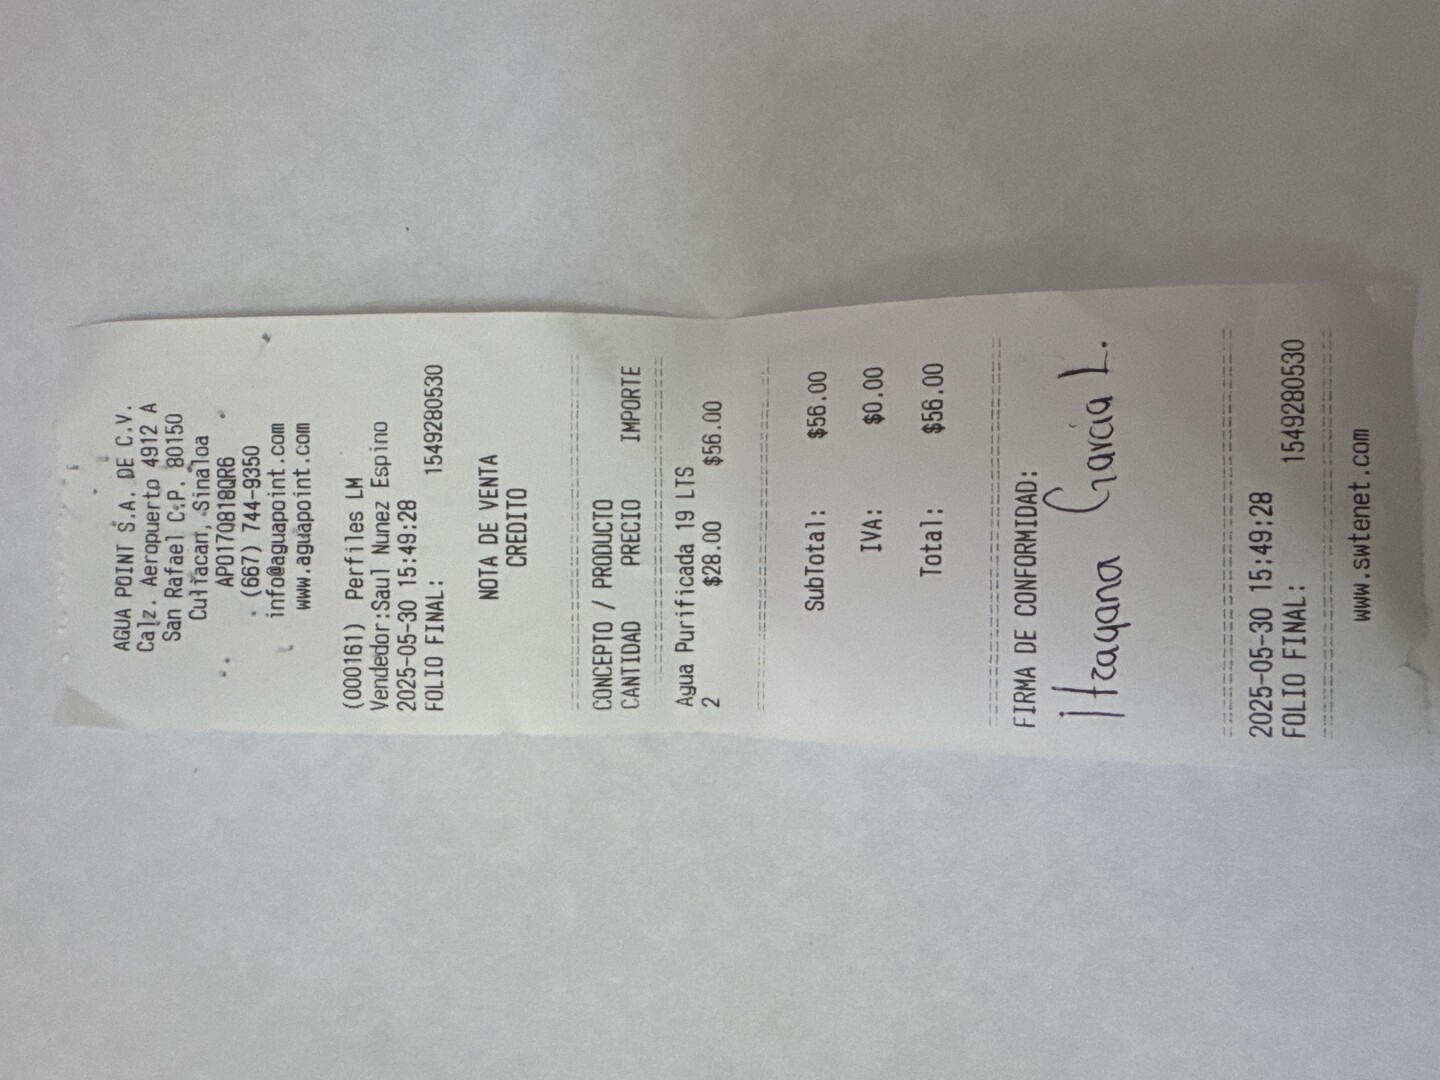 AGUA POINT S.A. DE C.V.
Calz. Aeropuerto 4912 A
San Rafael C.P. 80150
Culiacan, Sinaloa
APO170818QR6
(667) 744-9350
info@aguapoint.com
www.aguapoint.com
(000161) Perfiles LM
Vendedor:Saul Nunez Espino
2025-05-30 15:49:28
FOLIO FINAL: 1549280530
NOTA DE VENTA
CREDITO
CONCEPTO / PRODUCTO
CANTIDAD PRECIO IMPORTE
Agua Purificada 19 LTS
2 $28.00 $56.00
SubTotal: $56.00
IVA: $0.00
Total: $56.00
FIRMA DE CONFORMIDAD:
Garcia L.
2025-05-30 15:49:28
FOLIO FINAL: 1549280530
www.swtenet.com